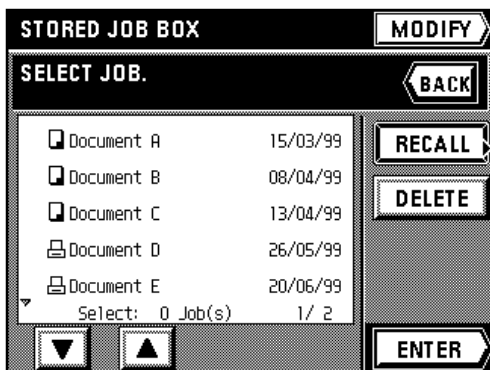 STORED JOB BOX
MODIFY
SELECT JOB.
BACK
Document A 15/03/99
Document B 08/04/99
Document C 13/04/99
Document D 26/05/99
Document E 20/06/99
Select: 0 Job(s) 1/ 2
RECALL
DELETE
ENTER